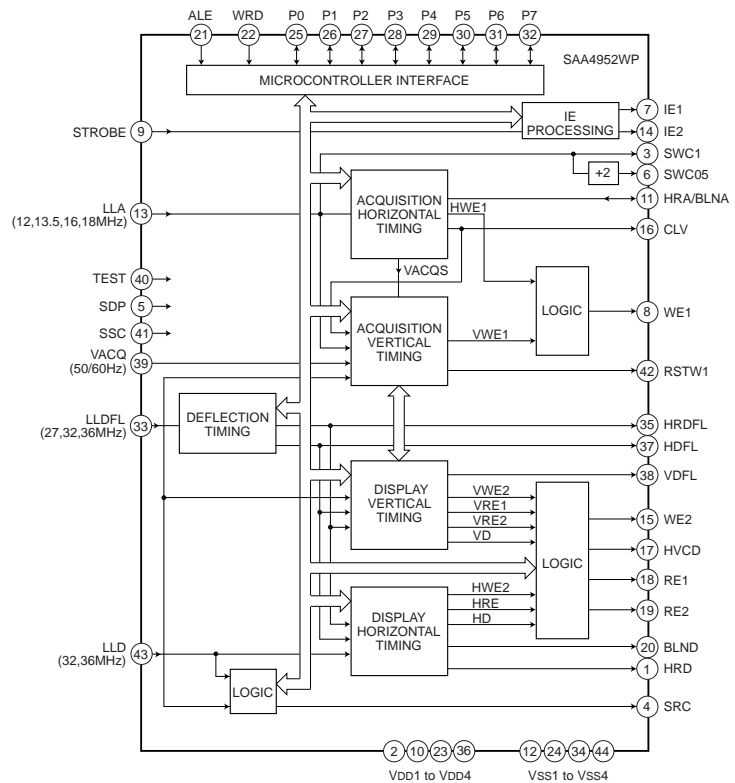 ALE WRD P0 P1 P2 P3 P4 P5 P6 P7
21 22 25 26 27 28 29 30 31 32
SAA4952WP
MICROCONTROLLER INTERFACE
STROBE 9
IE
PROCESSING
7 IE1
14 IE2
3 SWC1
+2
6 SWC05
LLA
(12,13.5,16,18MHz)
13
ACQUISITION
HORIZONTAL
TIMING
HWE1
11 HRA/BLNA
16 CLV
VACQS
TEST 40
SDP 5
SSC 41
VACQ
(50/60Hz)
39
ACQUISITION
VERTICAL
TIMING
VWE1
LOGIC
8 WE1
42 RSTW1
LLDFL
(27,32,36MHz)
33
DEFLECTION
TIMING
35 HRDFL
37 HDFL
38 VDFL
DISPLAY
VERTICAL
TIMING
VWE2
VRE1
VRE2
VD
LOGIC
15 WE2
17 HVCD
18 RE1
19 RE2
DISPLAY
HORIZONTAL
TIMING
HWE2
HRE
HD
20 BLND
1 HRD
LLD
(32,36MHz)
43
LOGIC
4 SRC
2 10 23 36
12 24 34 44
VDD1 to VDD4
VSS1 to VSS4